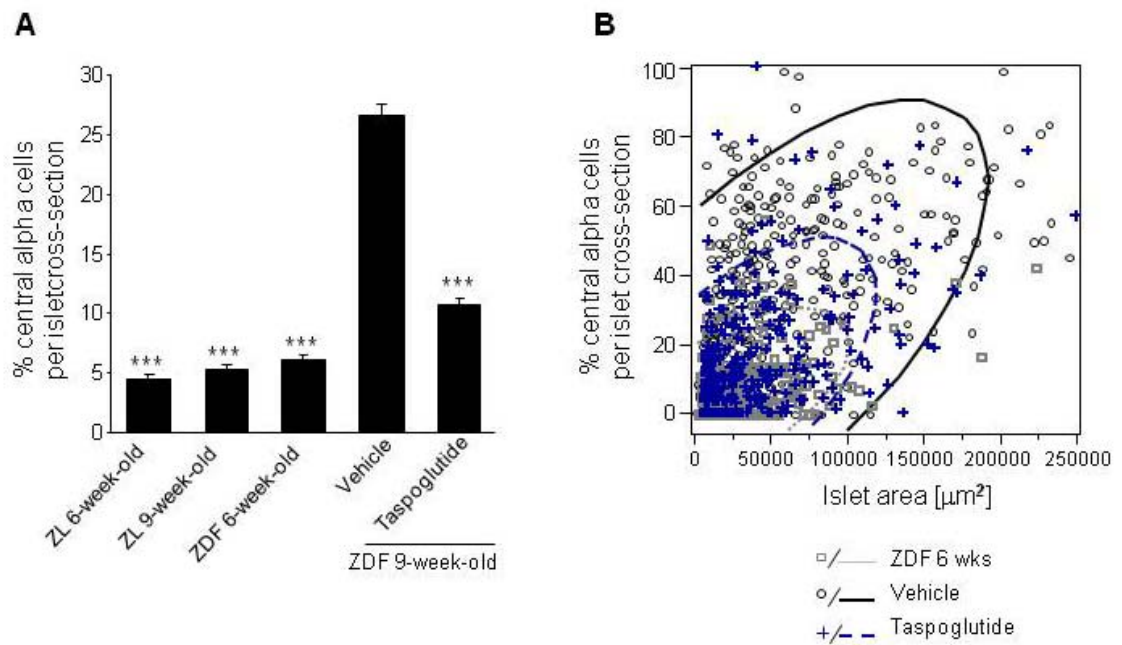 A
B
% central alpha cells
per isletcross-section
30
25
20
15
10
5
0
***
***
***
***
ZL 6-week-old
ZL 9-week-old
ZDF 6-week-old
Vehicle
Taspoglutide
ZDF 9-week-old
% central alpha cells
per islet cross-section
100
80
60
40
20
0
0
50000
100000
150000
200000
250000
Islet area [µm²]
ZDF 6 wks
Vehicle
Taspoglutide